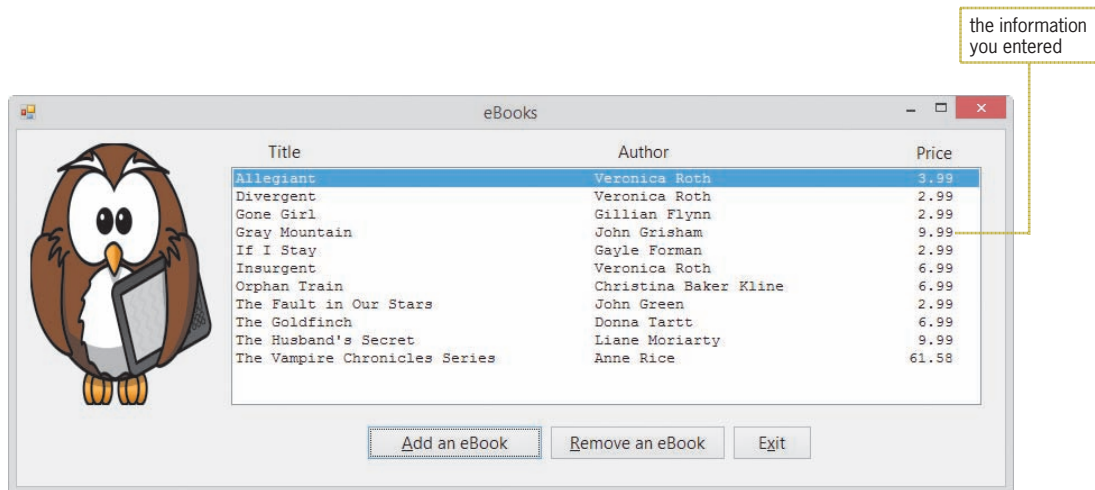 the information
you entered
eBooks
Title Author Price
Allegiant Veronica Roth 3.99
Divergent Veronica Roth 2.99
Gone Girl Gillian Flynn 2.99
Gray Mountain John Grisham 9.99
If I Stay Gayle Forman 2.99
Insurgent Veronica Roth 6.99
Orphan Train Christina Baker Kline 6.99
The Fault in Our Stars John Green 2.99
The Goldfinch Donna Tartt 6.99
The Husband's Secret Liane Moriarty 9.99
The Vampire Chronicles Series Anne Rice 61.58
Add an eBook Remove an eBook Exit